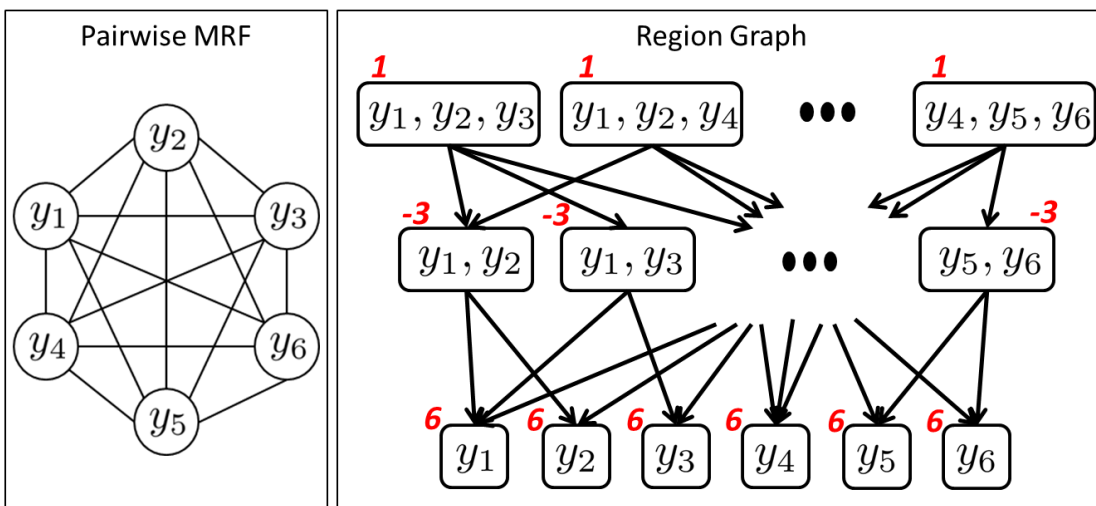 Pairwise MRF
y₂
y₁
y₃
y₄
y₆
y₅
Region Graph
1 1 1
y₁, y₂, y₃ y₁, y₂, y₄ ••• y₄, y₅, y₆
-3 -3 -3
y₁, y₂ y₁, y₃ ••• y₅, y₆
6 6 6 6 6 6
y₁ y₂ y₃ y₄ y₅ y₆